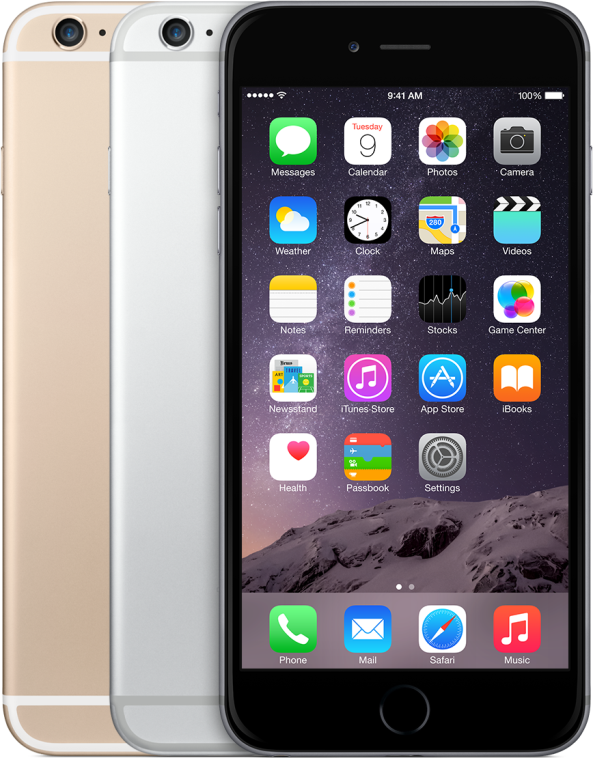 9:41 AM 100%
Tuesday
9
Messages Calendar Photos Camera
280
Weather Clock Maps Videos
Notes Reminders Stocks Game Center
Newsstand iTunes Store App Store iBooks
Health Passbook Settings
Phone Mail Safari Music